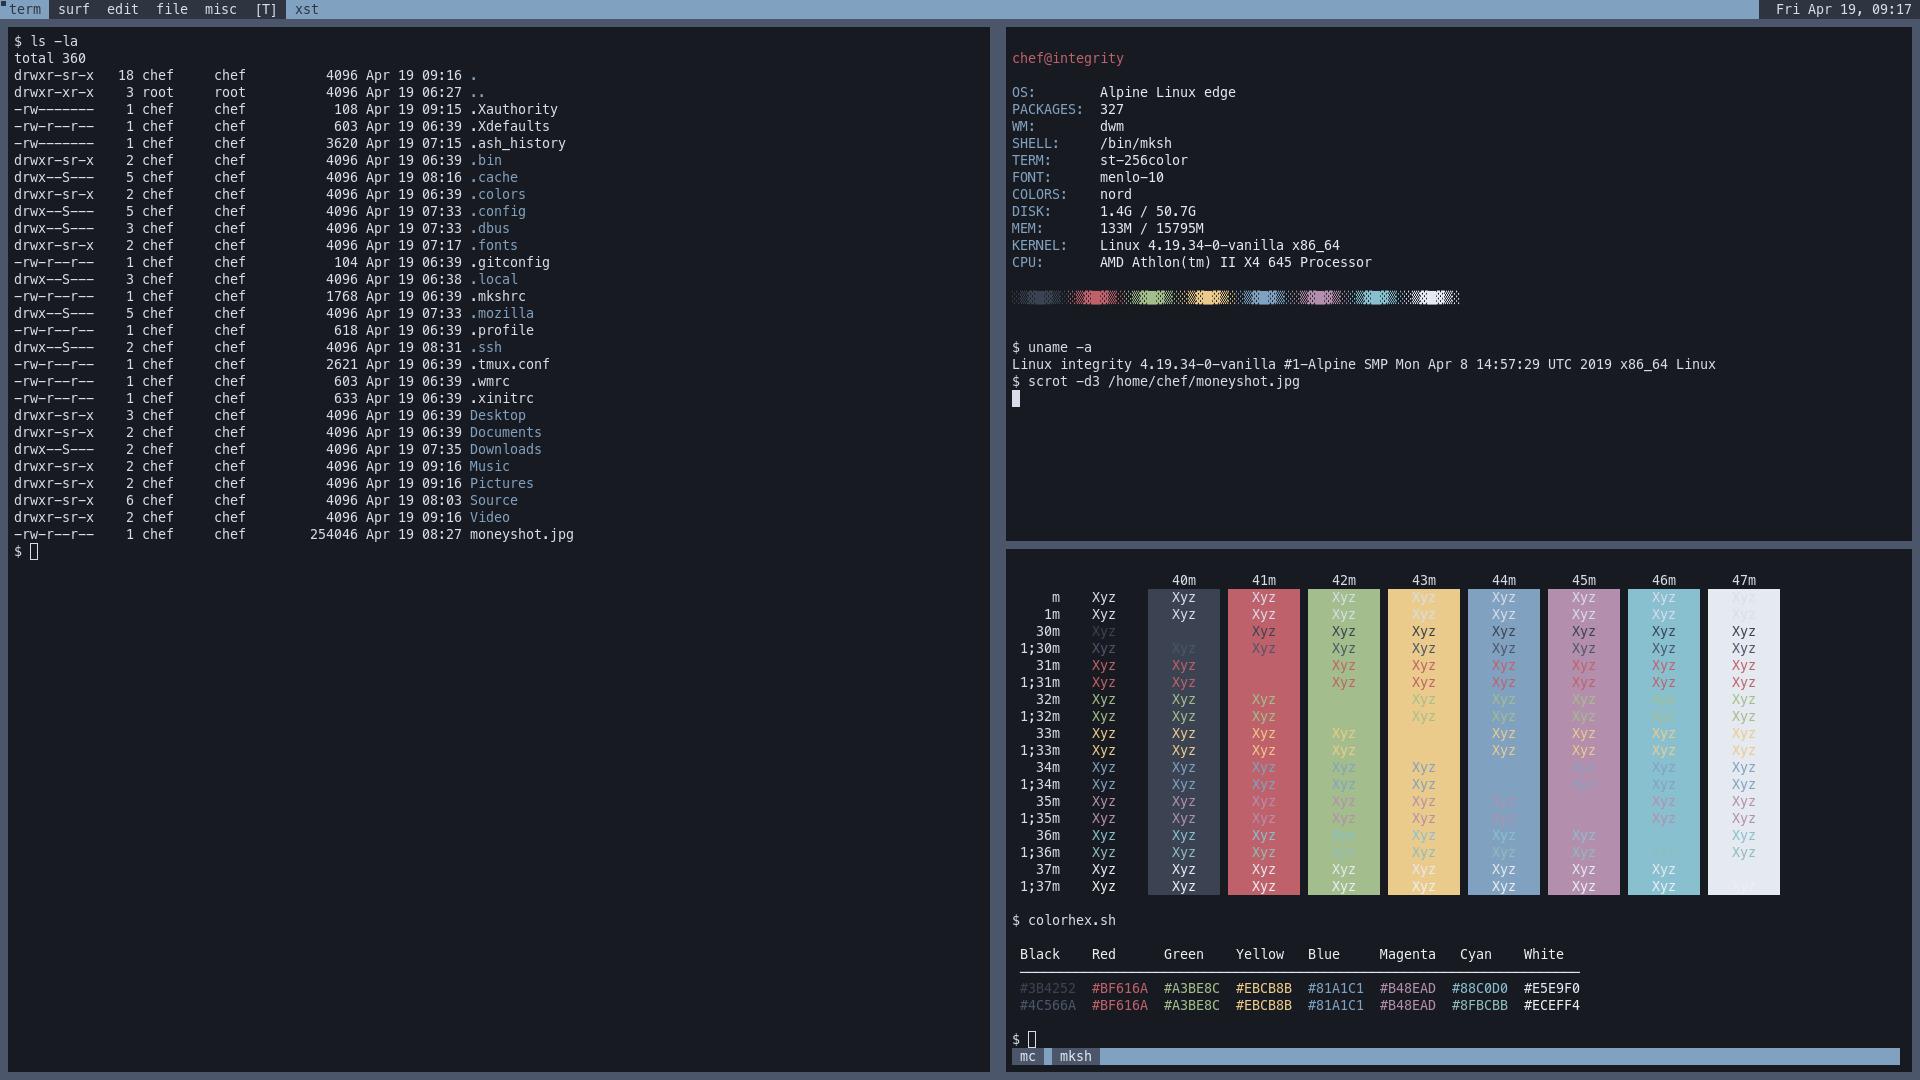 term surf edit file misc [T] xst Fri Apr 19, 09:17
$ ls -la
total 360
drwxr-sr-x 18 chef chef 4096 Apr 19 09:16 .
drwxr-xr-x 3 root root 4096 Apr 19 06:27 ..
-rw------- 1 chef chef 108 Apr 19 09:15 .Xauthority
-rw-r--r-- 1 chef chef 603 Apr 19 06:39 .Xdefaults
-rw------- 1 chef chef 3620 Apr 19 07:15 .ash_history
drwxr-sr-x 2 chef chef 4096 Apr 19 06:39 .bin
drwx--S--- 5 chef chef 4096 Apr 19 08:16 .cache
drwxr-sr-x 2 chef chef 4096 Apr 19 06:39 .colors
drwx--S--- 5 chef chef 4096 Apr 19 07:33 .config
drwx--S--- 3 chef chef 4096 Apr 19 07:33 .dbus
drwxr-sr-x 2 chef chef 4096 Apr 19 07:17 .fonts
-rw-r--r-- 1 chef chef 104 Apr 19 06:39 .gitconfig
drwx--S--- 3 chef chef 4096 Apr 19 06:38 .local
-rw-r--r-- 1 chef chef 1768 Apr 19 06:39 .mkshrc
drwx--S--- 5 chef chef 4096 Apr 19 07:33 .mozilla
-rw-r--r-- 1 chef chef 618 Apr 19 06:39 .profile
drwx--S--- 2 chef chef 4096 Apr 19 08:31 .ssh
-rw-r--r-- 1 chef chef 2621 Apr 19 06:39 .tmux.conf
-rw-r--r-- 1 chef chef 603 Apr 19 06:39 .wmrc
-rw-r--r-- 1 chef chef 633 Apr 19 06:39 .xinitrc
drwxr-sr-x 3 chef chef 4096 Apr 19 06:39 Desktop
drwxr-sr-x 2 chef chef 4096 Apr 19 06:39 Documents
drwx--S--- 2 chef chef 4096 Apr 19 07:35 Downloads
drwxr-sr-x 2 chef chef 4096 Apr 19 09:16 Music
drwxr-sr-x 2 chef chef 4096 Apr 19 09:16 Pictures
drwxr-sr-x 6 chef chef 4096 Apr 19 08:03 Source
drwxr-sr-x 2 chef chef 4096 Apr 19 09:16 Video
-rw-r--r-- 1 chef chef 254046 Apr 19 08:27 moneyshot.jpg
$
chef@integrity
OS: Alpine Linux edge
PACKAGES: 327
WM: dwm
SHELL: /bin/mksh
TERM: st-256color
FONT: menlo-10
COLORS: nord
DISK: 1.4G / 50.7G
MEM: 133M / 15795M
KERNEL: Linux 4.19.34-0-vanilla x86_64
CPU: AMD Athlon(tm) II X4 645 Processor
$ uname -a
Linux integrity 4.19.34-0-vanilla #1-Alpine SMP Mon Apr 8 14:57:29 UTC 2019 x86_64 Linux
$ scrot -d3 /home/chef/moneyshot.jpg
40m 41m 42m 43m 44m 45m 46m 47m
m Xyz Xyz Xyz Xyz Xyz Xyz Xyz Xyz Xyz
1m Xyz Xyz Xyz Xyz Xyz Xyz Xyz Xyz Xyz
30m Xyz Xyz Xyz Xyz Xyz Xyz Xyz Xyz
1;30m Xyz Xyz Xyz Xyz Xyz Xyz Xyz Xyz Xyz
31m Xyz Xyz Xyz Xyz Xyz Xyz Xyz Xyz
1;31m Xyz Xyz Xyz Xyz Xyz Xyz Xyz Xyz
32m Xyz Xyz Xyz Xyz Xyz Xyz Xyz Xyz
1;32m Xyz Xyz Xyz Xyz Xyz Xyz Xyz Xyz
33m Xyz Xyz Xyz Xyz Xyz Xyz Xyz Xyz
1;33m Xyz Xyz Xyz Xyz Xyz Xyz Xyz Xyz
34m Xyz Xyz Xyz Xyz Xyz Xyz Xyz Xyz
1;34m Xyz Xyz Xyz Xyz Xyz Xyz Xyz Xyz
35m Xyz Xyz Xyz Xyz Xyz Xyz Xyz Xyz
1;35m Xyz Xyz Xyz Xyz Xyz Xyz Xyz Xyz
36m Xyz Xyz Xyz Xyz Xyz Xyz Xyz Xyz
1;36m Xyz Xyz Xyz Xyz Xyz Xyz Xyz
37m Xyz Xyz Xyz Xyz Xyz Xyz Xyz Xyz
1;37m Xyz Xyz Xyz Xyz Xyz Xyz Xyz Xyz
$ colorhex.sh
Black Red Green Yellow Blue Magenta Cyan White
#3B4252 #BF616A #A3BE8C #EBCB8B #81A1C1 #B48EAD #88C0D0 #E5E9F0
#4C566A #BF616A #A3BE8C #EBCB8B #81A1C1 #B48EAD #8FBCBB #ECEFF4
$
mc mksh